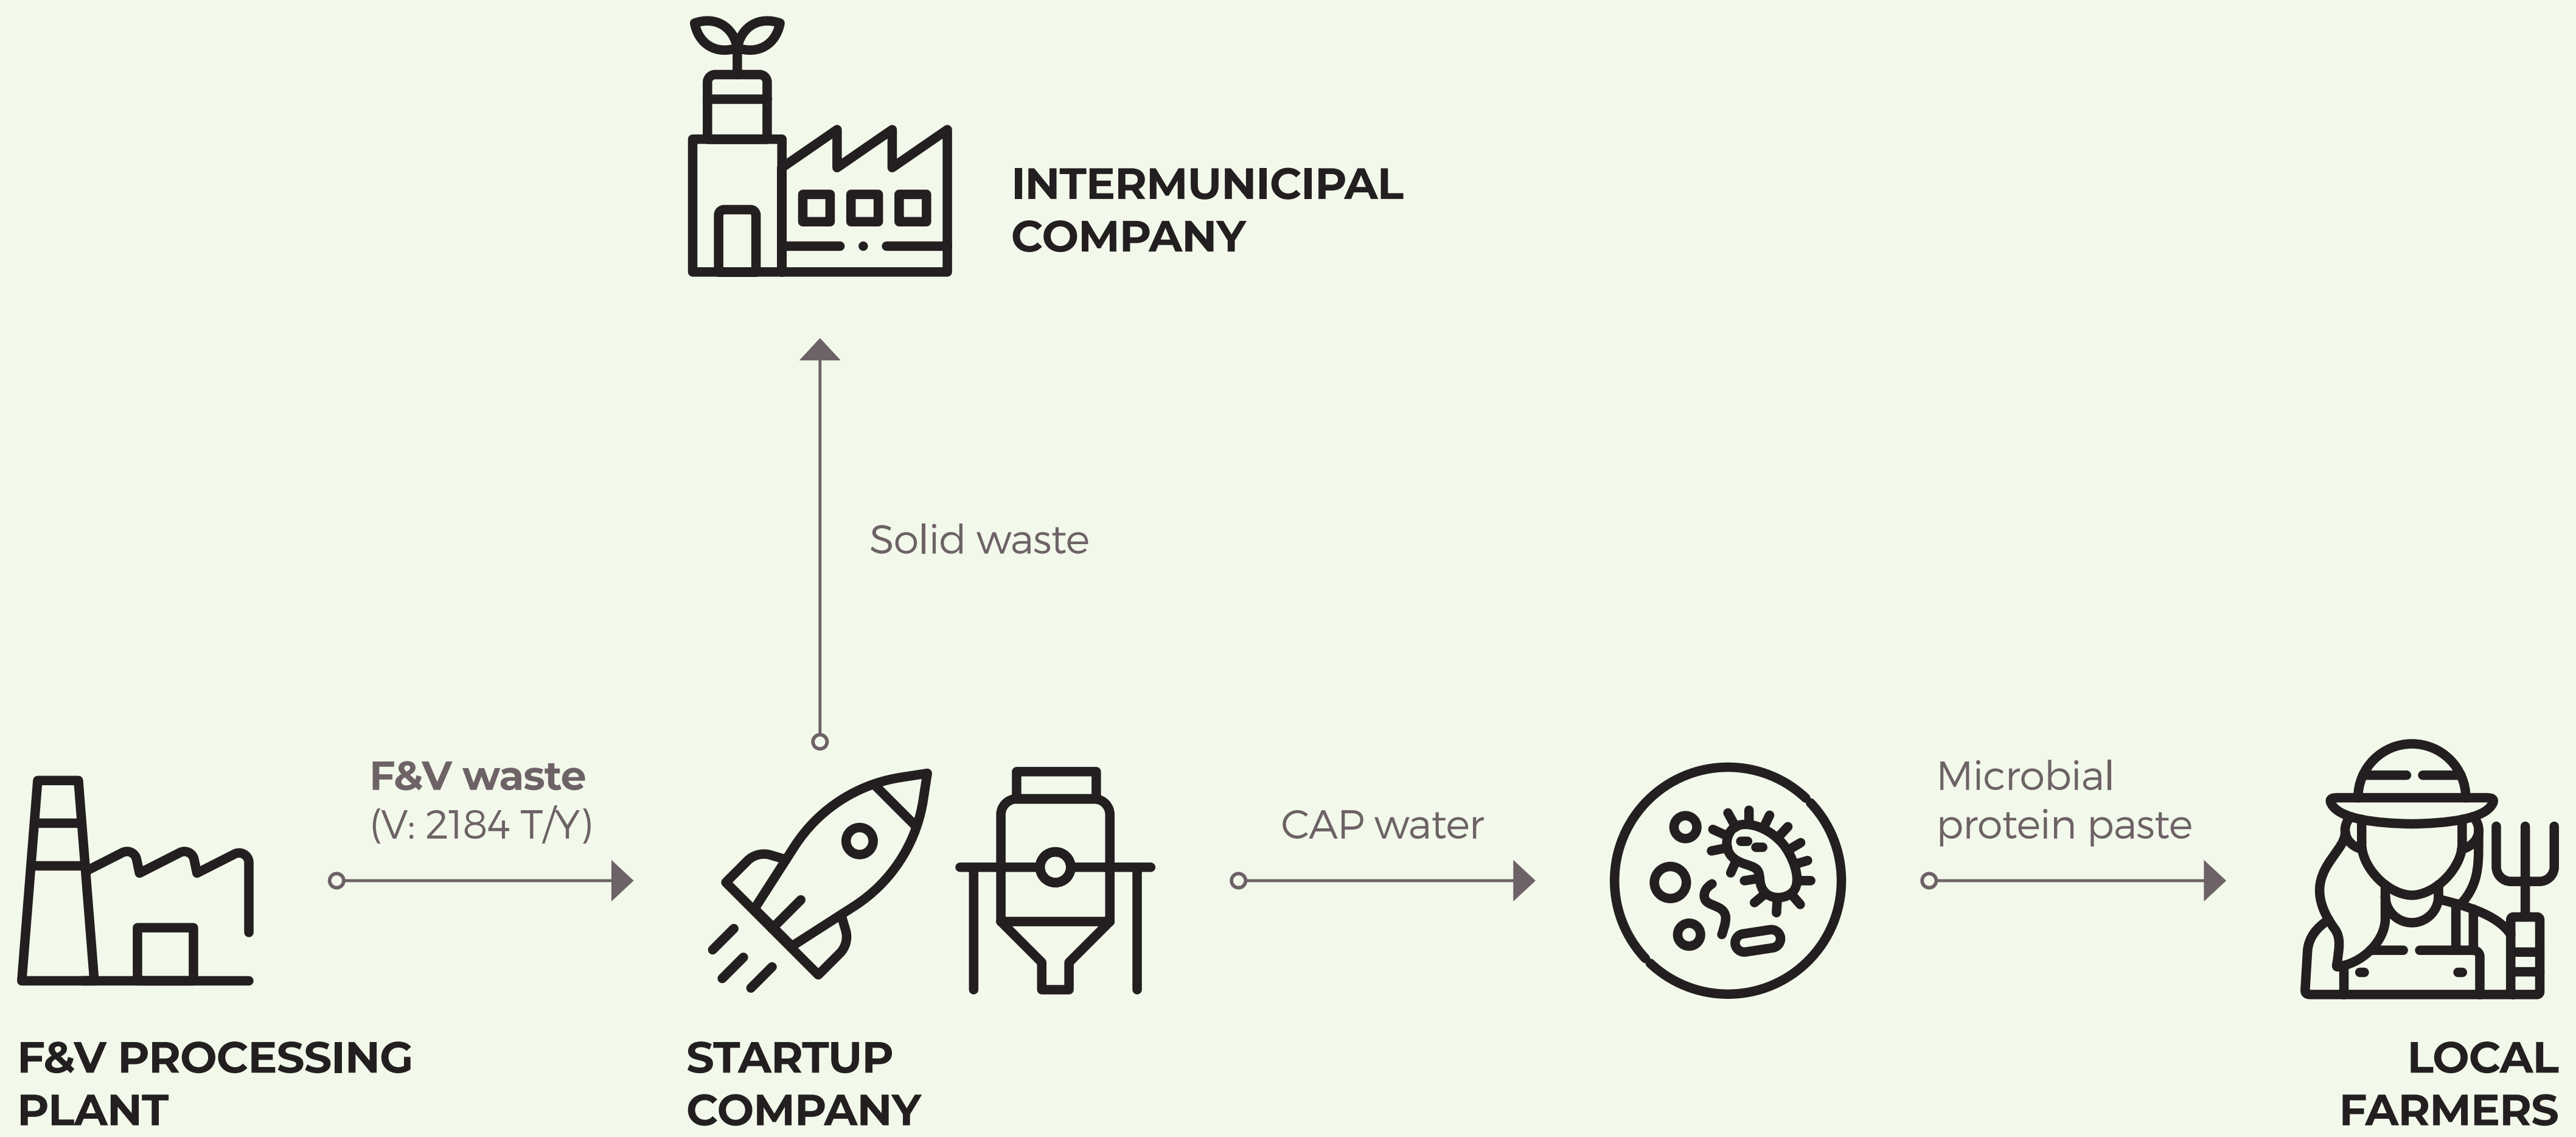 INTERMUNICIPAL
COMPANY
Solid waste
F&V waste
(V: 2184 T/Y)
CAP water
Microbial
protein paste
F&V PROCESSING
PLANT
STARTUP
COMPANY
LOCAL
FARMERS